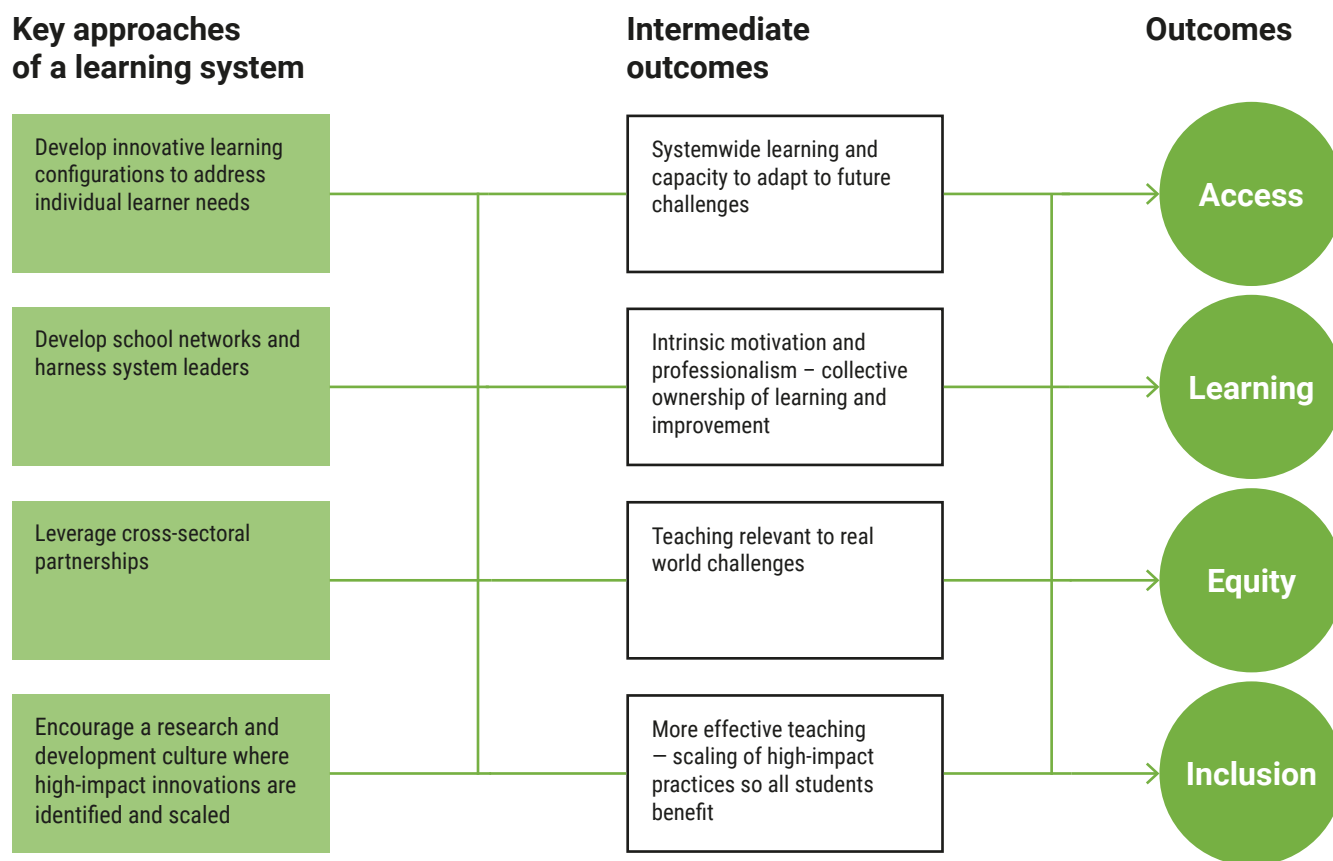 Key approaches
of a learning system
Intermediate
outcomes
Outcomes
Develop innovative learning
configurations to address
individual learner needs
Systemwide learning and
capacity to adapt to future
challenges
Access
Develop school networks and
harness system leaders
Intrinsic motivation and
professionalism – collective
ownership of learning and
improvement
Learning
Leverage cross-sectoral
partnerships
Teaching relevant to real
world challenges
Equity
Encourage a research and
development culture where
high-impact innovations are
identified and scaled
More effective teaching
— scaling of high-impact
practices so all students
benefit
Inclusion